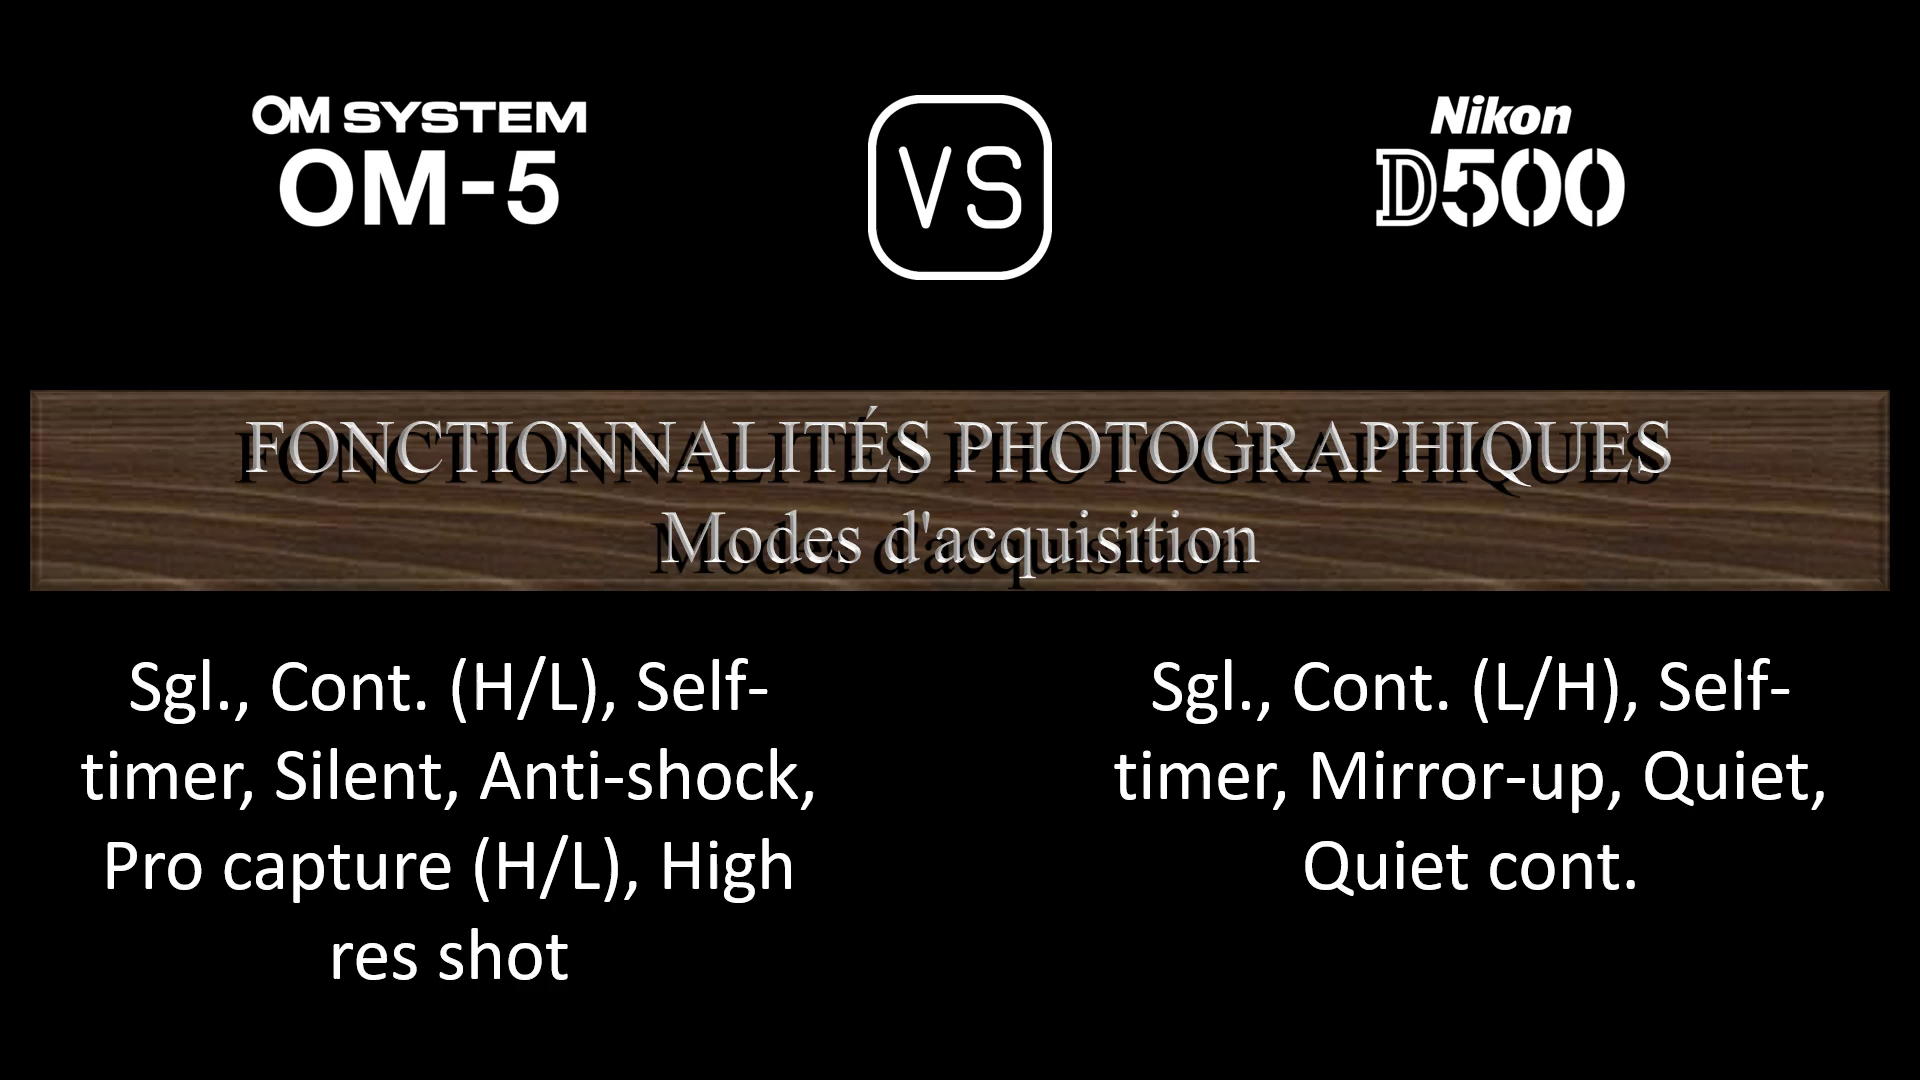 OM SYSTEM
OM-5
VS
Nikon
D500
FONCTIONNALITÉS PHOTOGRAPHIQUES
Modes d'acquisition
Sgl., Cont. (H/L), Self-
timer, Silent, Anti-shock,
Pro capture (H/L), High
res shot
Sgl., Cont. (L/H), Self-
timer, Mirror-up, Quiet,
Quiet cont.